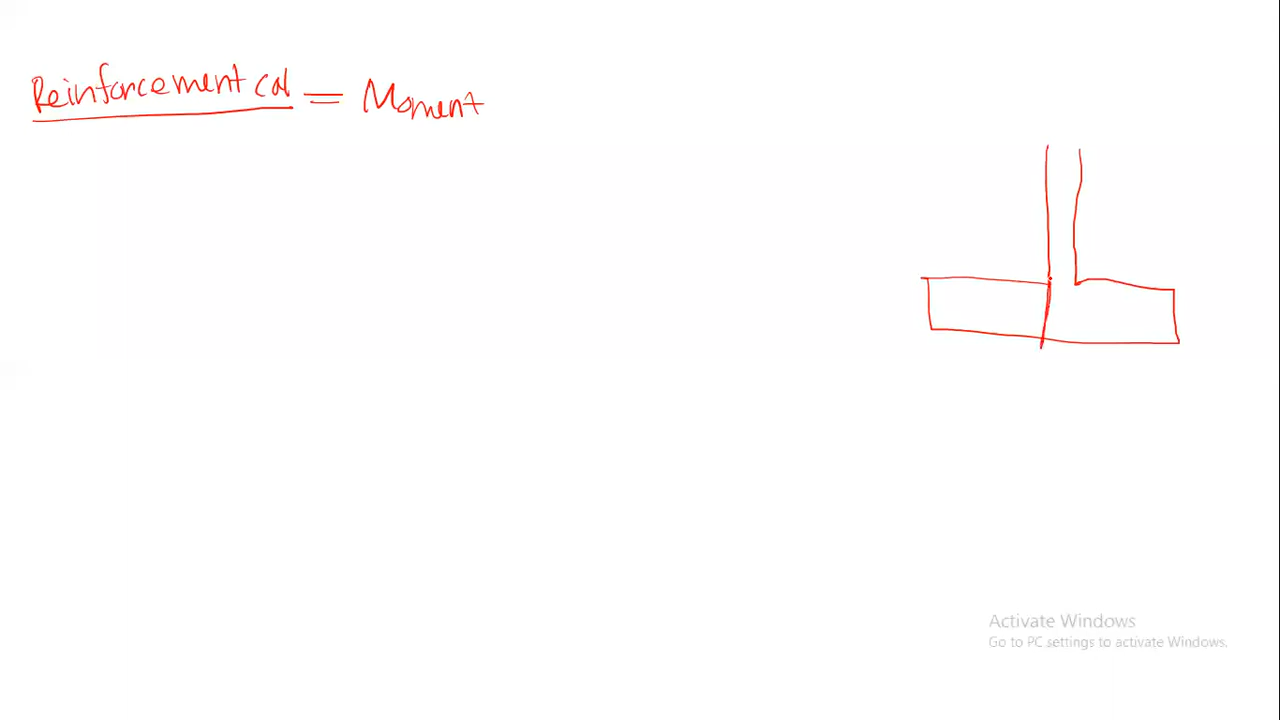 Reinforcement cal = Moment
Activate Windows
Go to PC settings to activate Windows.